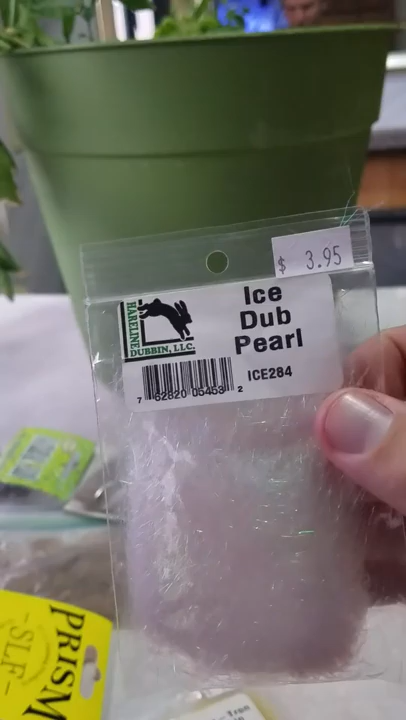 $ 3.95
Ice
Dub
Pearl
HARELINE
DUBBIN, LLC.
ICE284
7 62820 05453 2
PRISM
-SLF-